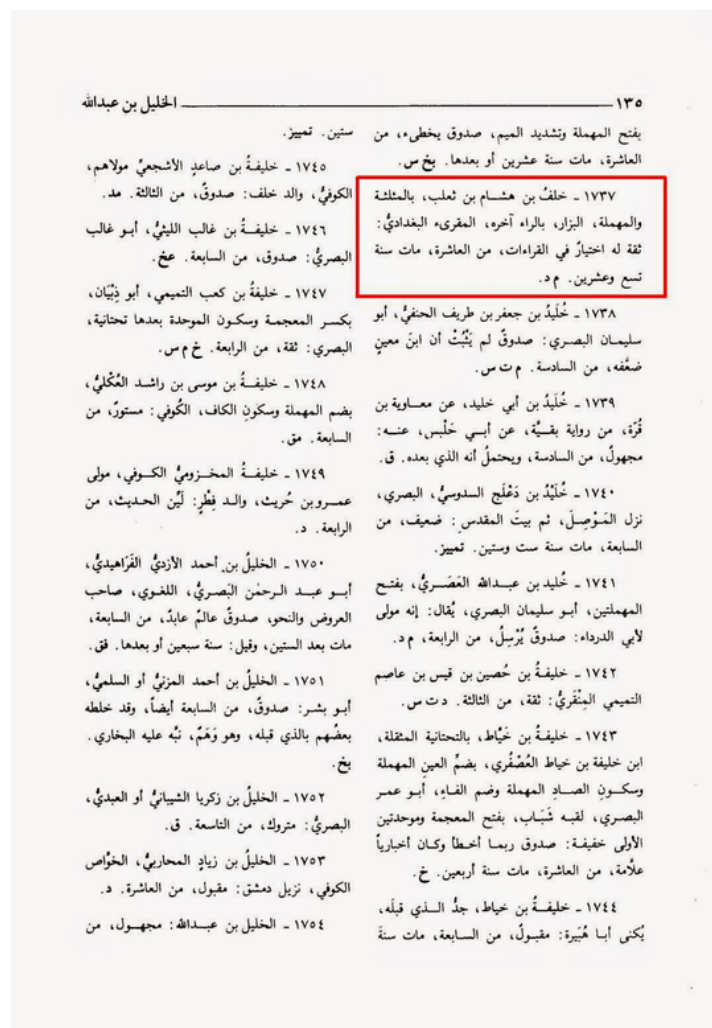 ١٣٥ ــــــــــــــــــــ الخليل بن عبدالله
بفتح المهملة وتشديد الميم، صدوق يخطىء، من
العاشرة، مات سنة عشرين أو بعدها. بخ س.
١٧٣٧ ـ خلفُ بن هشام بن ثعلب، بالمثلثة
والمهملة، البزار، بالراء آخره، المقرىء البغداديُّ:
ثقة له اختيارٌ في القراءات، من العاشرة، مات سنة
تسع وعشرين. م د.
١٧٣٨ ـ خُلَيدُ بن جعفر بن طريف الحنفيُّ، أبو
سليمان البصري: صدوقٌ لم يَثْبُتْ أن ابنَ معينٍ
ضعَّفه، من السادسة. م ت س.
١٧٣٩ ـ خُلَيدُ بن أبي خليد، عن معاوية بن
قُرَّة، من رواية بقيَّة، عن أبي حَلْبس، عنه:
مجهولٌ، من السادسة، ويحتملُ أنه الذي بعده. ق.
١٧٤٠ ـ خُلَيْدُ بن دَعْلَج السدوسيُّ، البصري،
نزل المَوْصِلَ، ثم بيتَ المقدس: ضعيف، من
السابعة، مات سنة ست وستين. تمييز.
١٧٤١ ـ خُليد بن عبدالله العَصَريُّ، بفتح
المهملتين، أبو سليمان البصري، يُقال: إنه مولى
لأبي الدرداء: صدوقٌ يُرْسِلُ، من الرابعة، م د.
١٧٤٢ ـ خليفةُ بن حُصين بن قيس بن عاصم
التميمي المِنْقَريُّ: ثقة، من الثالثة. د ت س.
١٧٤٣ ـ خليفةُ بن خَيَّاط، بالتحتانية المثقلة،
ابن خليفة بن خياط العُصْفُري، بضمِّ العينِ المهملة
وسكونِ الصادِ المهملة وضم الفاءِ، أبو عمر
البصري، لقبه شَبَاب، بفتح المعجمة وموحدتين
الأولى خفيفة: صدوق ربما أخطأ وكان أخبارياً
علَّامة، من العاشرة، مات سنة أربعين. خ.
١٧٤٤ ـ خليفةُ بن خياط، جدُّ الذي قبلَه،
يُكنى أبا هُبَيرة: مقبولٌ، من السابعة، مات سنةَ
ستين. تمييز.
١٧٤٥ ـ خليفةُ بن صاعدٍ الأشجعيُّ مولاهم،
الكوفيُّ، والد خلف: صدوقٌ، من الثالثة. مد.
١٧٤٦ ـ خليفةُ بن غالب الليثيُّ، أبو غالب
البصريُّ: صدوق، من السابعة. عخ.
١٧٤٧ ـ خليفةُ بن كعب التميمي، أبو ذِبْيَان،
بكسر المعجمة وسكون الموحدة بعدها تحتانية،
البصري: ثقة، من الرابعة. خ م س.
١٧٤٨ ـ خليفةُ بن موسى بن راشد العُكْليُّ،
بضم المهملة وسكونِ الكاف، الكُوفي: مستورٌ، من
السابعة. مق.
١٧٤٩ ـ خليفةُ المخزوميُّ الكوفي، مولى
عمرو بن حُريث، والد فِطْرٍ: لَيِّن الحديث، من
الرابعة. د.
١٧٥٠ ـ الخليلُ بن أحمد الأزديُّ الفَرَاهيديُّ،
أبو عبد الرحمٰن البَصريُّ، اللغوي، صاحب
العروض والنحو، صدوقٌ عالمٌ عابدٌ، من السابعة،
مات بعد الستين، وقيل: سنة سبعين أو بعدها. فق.
١٧٥١ ـ الخليلُ بن أحمد المزنيُّ أو السلميُّ،
أبو بشر: صدوقٌ، من السابعة أيضاً، وقد خلطه
بعضُهم بالذي قبله، وهو وَهَمٌ، نبَّه عليه البخاري.
بخ.
١٧٥٢ ـ الخليلُ بن زكريا الشيبانيُّ أو العبديُّ،
البصريُّ: متروك، من التاسعة. ق.
١٧٥٣ ـ الخليلُ بن زيادٍ المحاربيُّ، الخوَّاص
الكوفي، نزيل دمشق: مقبول، من العاشرة. د.
١٧٥٤ ـ الخليلُ بن عبدالله: مجهول، من